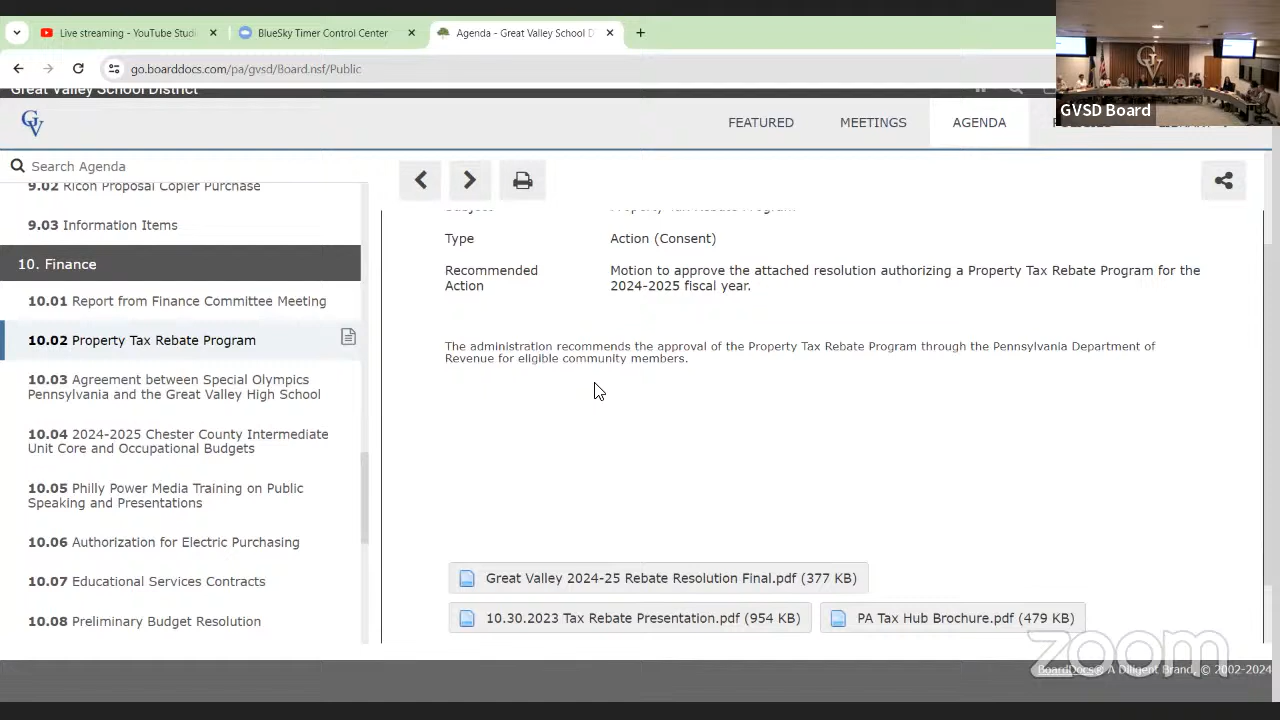 Live streaming - YouTube Stud
BlueSky Timer Control Center
Agenda - Great Valley School D
go.boarddocs.com/pa/gvsd/Board.nsf/Public
Great Valley School District
GVSD Board
GV
FEATURED
MEETINGS
AGENDA
Search Agenda
9.02 Ricoh Proposal Copier Purchase
9.03 Information Items
10. Finance
10.01 Report from Finance Committee Meeting
10.02 Property Tax Rebate Program
10.03 Agreement between Special Olympics
Pennsylvania and the Great Valley High School
10.04 2024-2025 Chester County Intermediate
Unit Core and Occupational Budgets
10.05 Philly Power Media Training on Public
Speaking and Presentations
10.06 Authorization for Electric Purchasing
10.07 Educational Services Contracts
10.08 Preliminary Budget Resolution
Subject Property Tax Rebate Program
Type Action (Consent)
Recommended Motion to approve the attached resolution authorizing a Property Tax Rebate Program for the
Action 2024-2025 fiscal year.
The administration recommends the approval of the Property Tax Rebate Program through the Pennsylvania Department of
Revenue for eligible community members.
Great Valley 2024-25 Rebate Resolution Final.pdf (377 KB)
10.30.2023 Tax Rebate Presentation.pdf (954 KB) PA Tax Hub Brochure.pdf (479 KB)
zoom
BoardDocs® A Diligent Brand. © 2002-2024